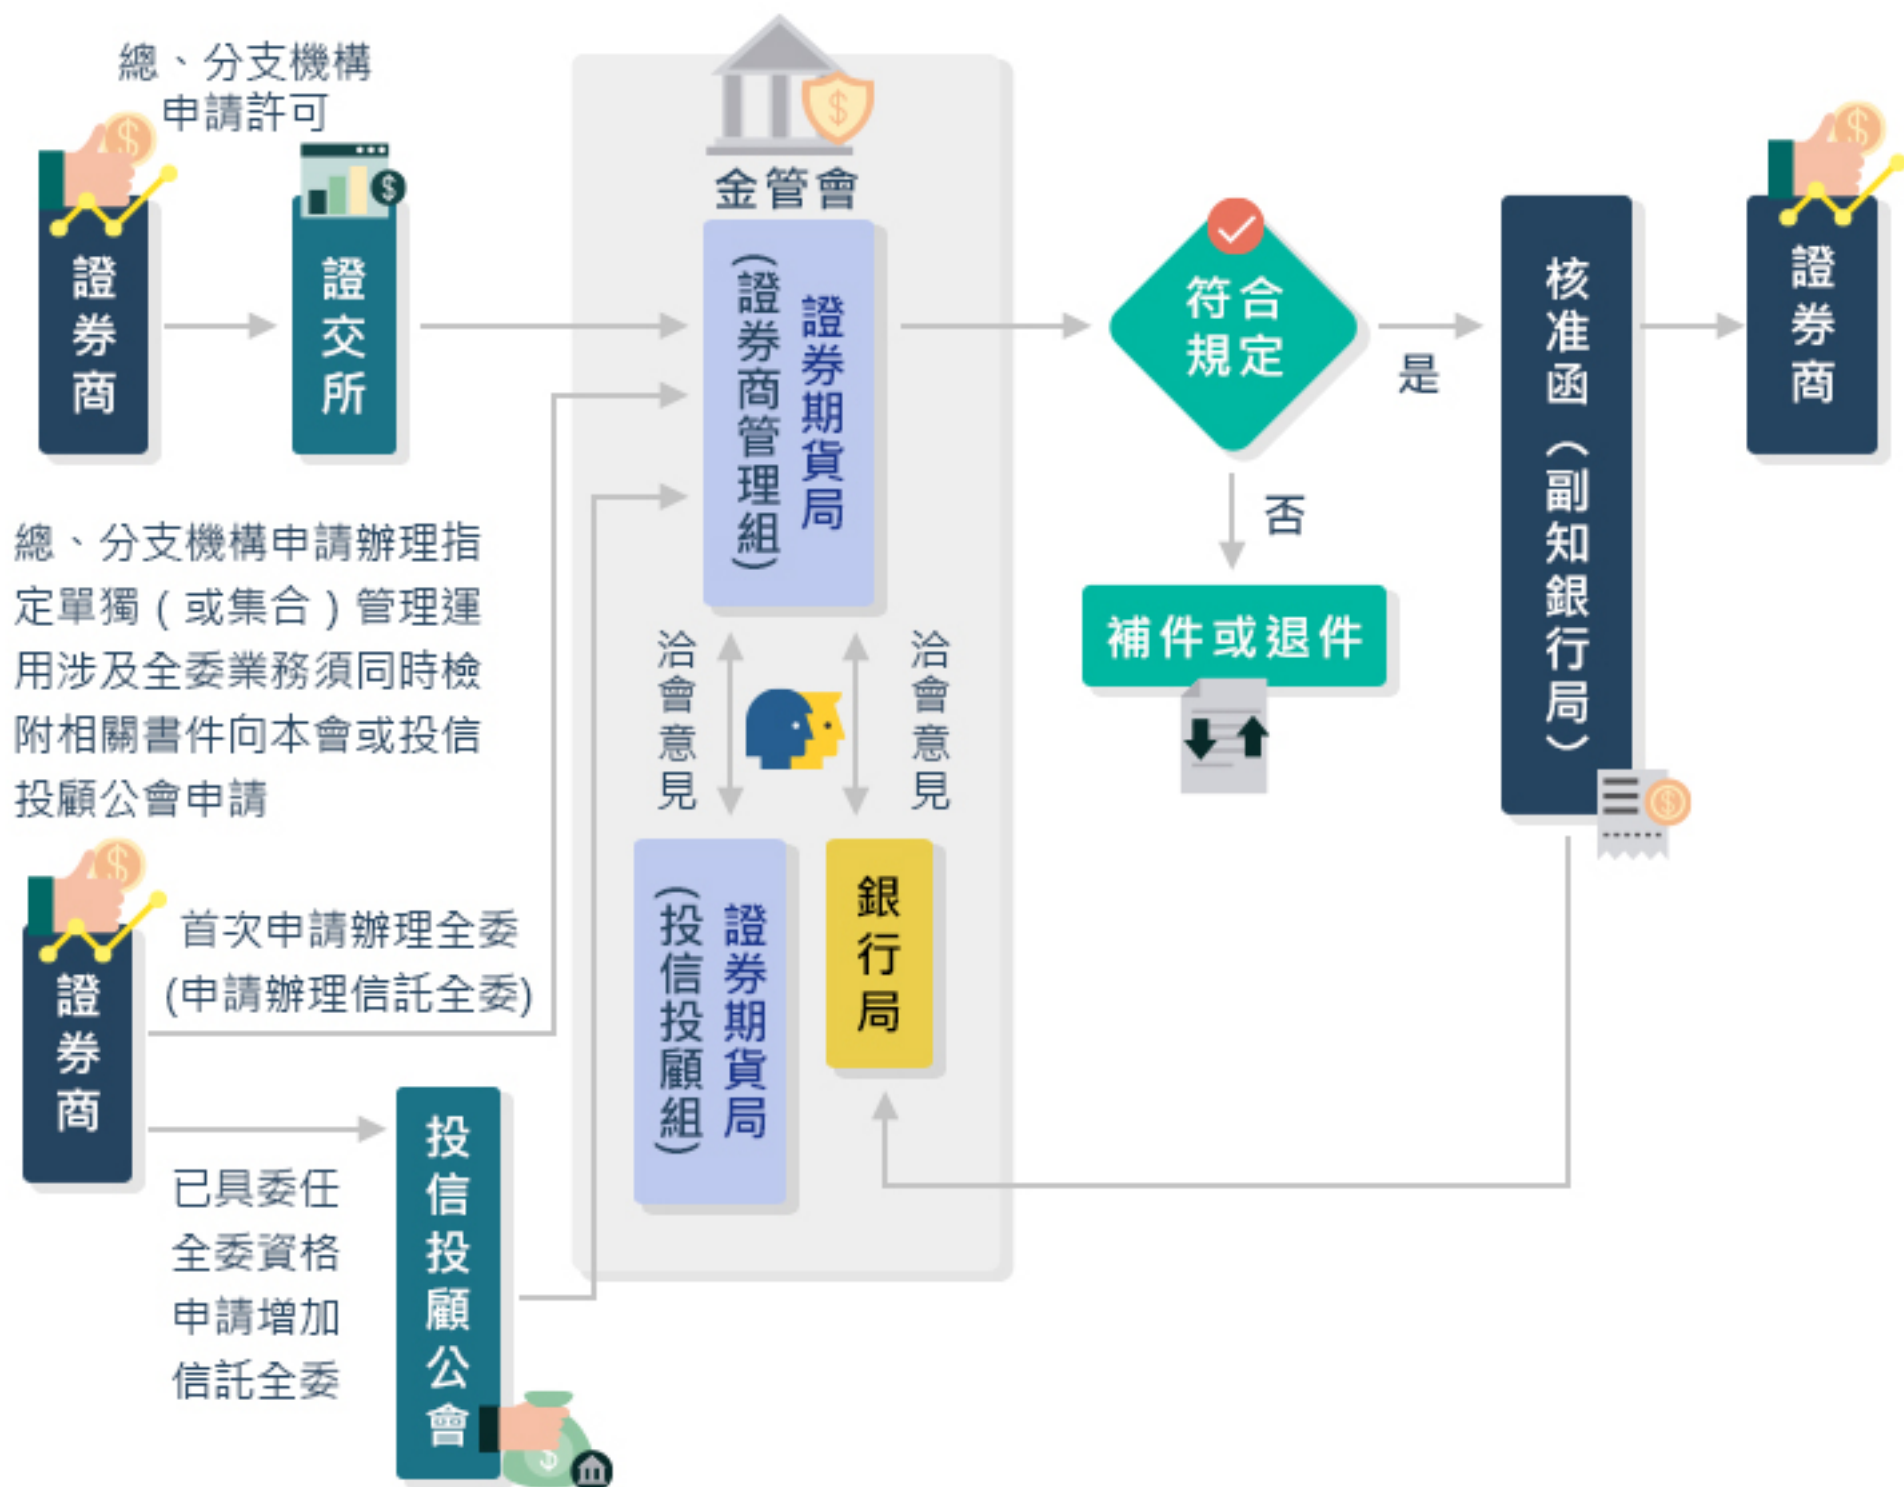 總、分支機構
申請許可
證券商
證交所
金管會
證券期貨局
(證券商管理組)
符合
規定
是
否
補件或退件
核准函（副知銀行局）
證券商
總、分支機構申請辦理指
定單獨(或集合)管理運
用涉及全委業務須同時檢
附相關書件向本會或投信
投顧公會申請
洽會意見
洽會意見
證券期貨局
(投信投顧組)
銀行局
證券商
首次申請辦理全委
(申請辦理信託全委)
已具委任
全委資格
申請增加
信託全委
投信投顧公會